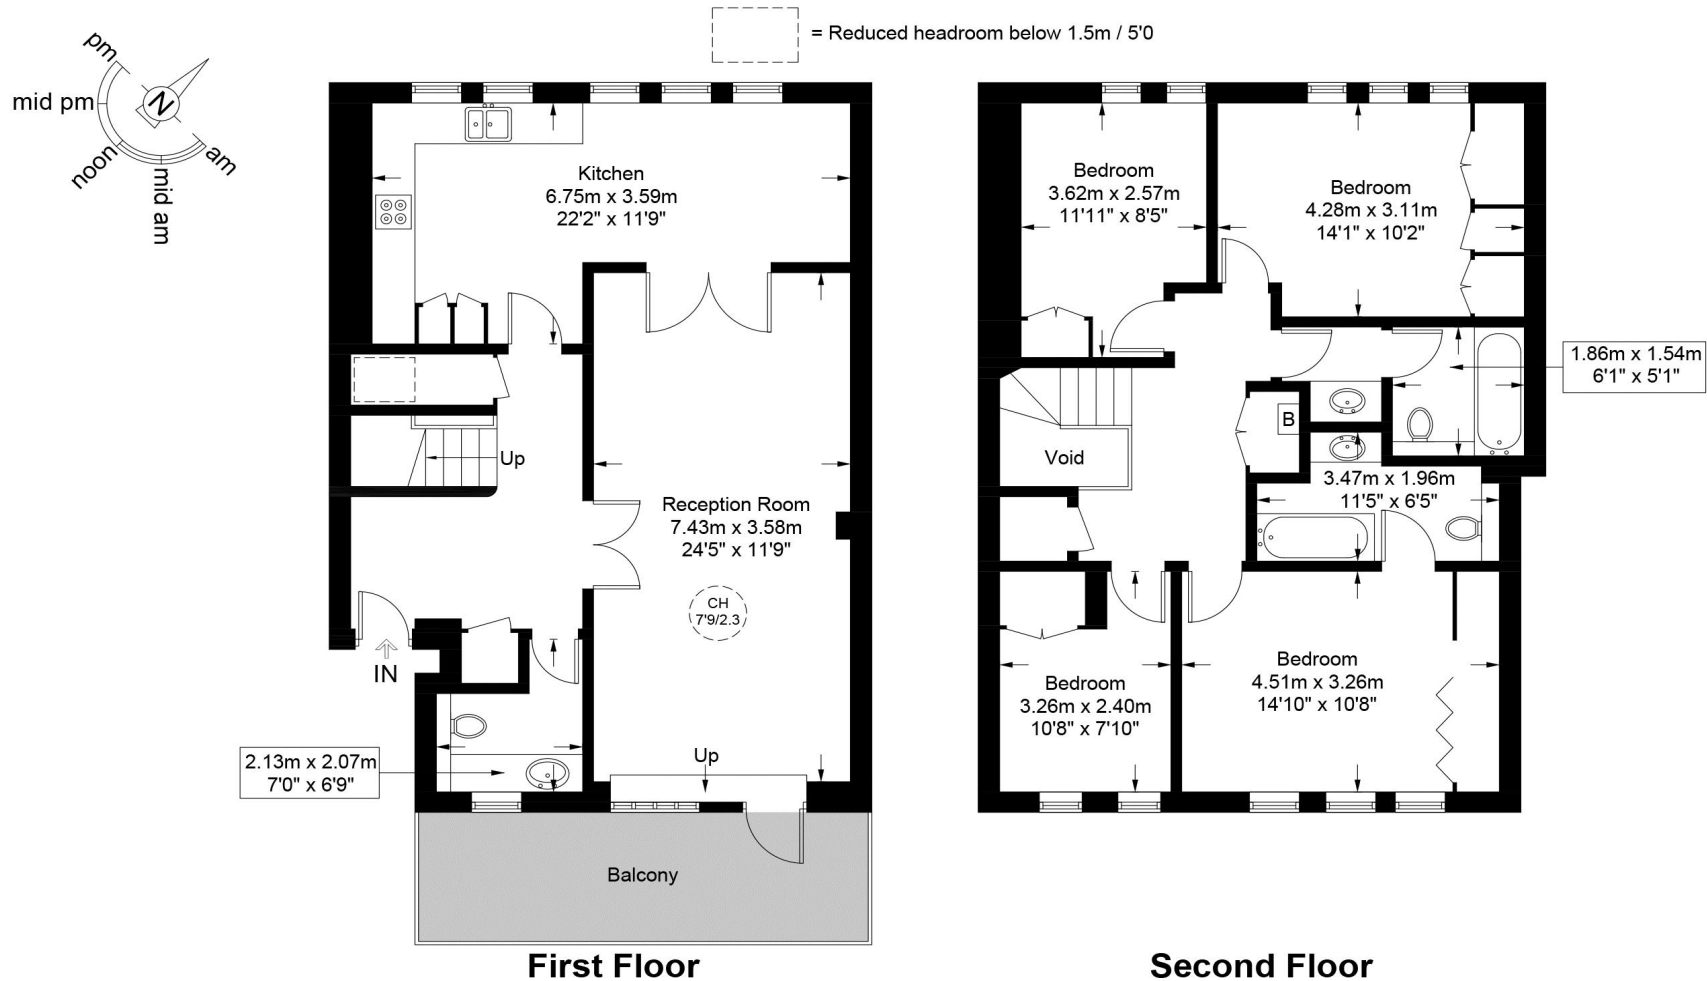 = Reduced headroom below 1.5m / 5'0
pm
mid pm
N
noon
mid am
am
Kitchen
6.75m x 3.59m
22'2" x 11'9"
Up
Reception Room
7.43m x 3.58m
24'5" x 11'9"
CH
7'9/2.3
IN
2.13m x 2.07m
7'0" x 6'9"
Up
Balcony
First Floor
Bedroom
3.62m x 2.57m
11'11" x 8'5"
Bedroom
4.28m x 3.11m
14'1" x 10'2"
1.86m x 1.54m
6'1" x 5'1"
B
Void
3.47m x 1.96m
11'5" x 6'5"
Bedroom
3.26m x 2.40m
10'8" x 7'10"
Bedroom
4.51m x 3.26m
14'10" x 10'8"
Second Floor